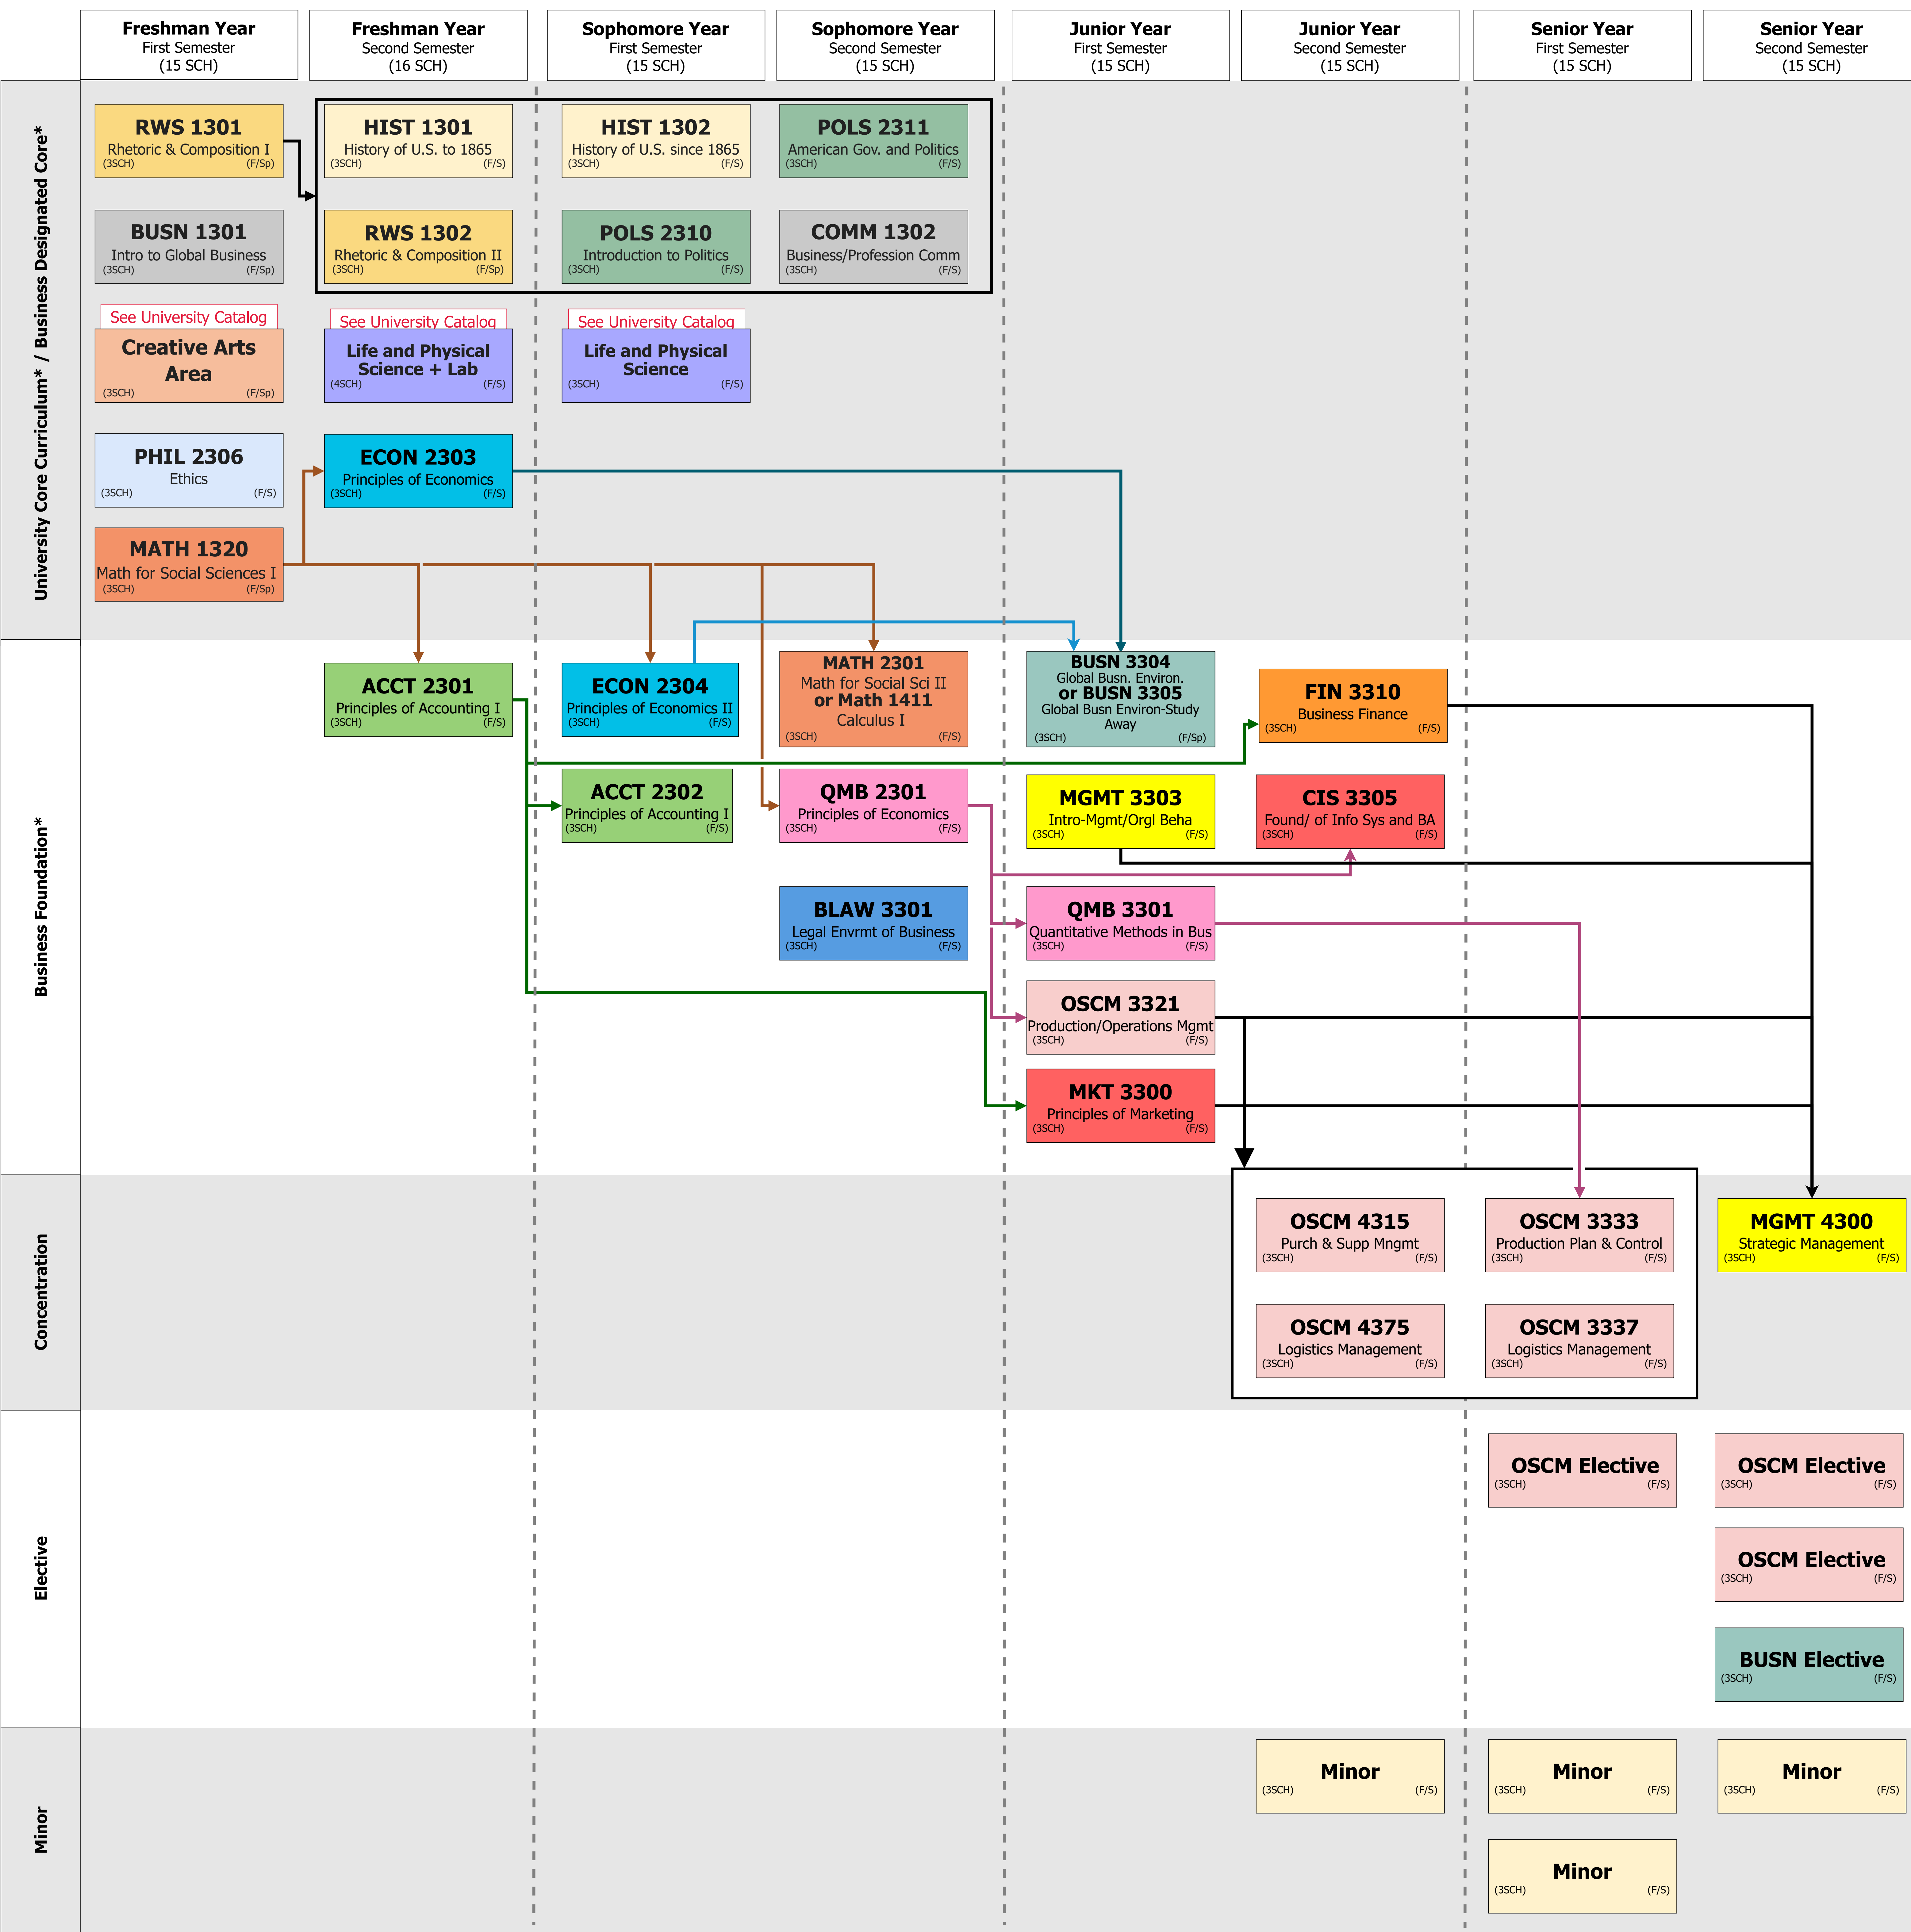 Freshman Year
First Semester
(15 SCH)
Freshman Year
Second Semester
(16 SCH)
Sophomore Year
First Semester
(15 SCH)
Sophomore Year
Second Semester
(15 SCH)
Junior Year
First Semester
(15 SCH)
Junior Year
Second Semester
(15 SCH)
Senior Year
First Semester
(15 SCH)
Senior Year
Second Semester
(15 SCH)
University Core Curriculum* / Business Designated Core*
RWS 1301
Rhetoric & Composition I
(3SCH) (F/Sp)
HIST 1301
History of U.S. to 1865
(3SCH) (F/S)
HIST 1302
History of U.S. since 1865
(3SCH) (F/S)
POLS 2311
American Gov. and Politics
(3SCH) (F/S)
BUSN 1301
Intro to Global Business
(3SCH) (F/Sp)
RWS 1302
Rhetoric & Composition II
(3SCH) (F/Sp)
POLS 2310
Introduction to Politics
(3SCH) (F/S)
COMM 1302
Business/Profession Comm
(3SCH) (F/S)
See University Catalog
Creative Arts
Area
(3SCH) (F/Sp)
See University Catalog
Life and Physical
Science + Lab
(4SCH) (F/S)
See University Catalog
Life and Physical
Science
(3SCH) (F/S)
PHIL 2306
Ethics
(3SCH) (F/S)
ECON 2303
Principles of Economics
(3SCH) (F/S)
MATH 1320
Math for Social Sciences I
(3SCH) (F/Sp)
Business Foundation*
ACCT 2301
Principles of Accounting I
(3SCH) (F/S)
ECON 2304
Principles of Economics II
(3SCH) (F/S)
MATH 2301
Math for Social Sci II
or Math 1411
Calculus I
(3SCH) (F/S)
BUSN 3304
Global Busn. Environ.
or BUSN 3305
Global Busn Environ-Study
Away
(3SCH) (F/Sp)
FIN 3310
Business Finance
(3SCH) (F/S)
ACCT 2302
Principles of Accounting I
(3SCH) (F/S)
QMB 2301
Principles of Economics
(3SCH) (F/S)
MGMT 3303
Intro-Mgmt/Orgl Beha
(3SCH) (F/S)
CIS 3305
Found/ of Info Sys and BA
(3SCH) (F/S)
BLAW 3301
Legal Envrmt of Business
(3SCH) (F/S)
QMB 3301
Quantitative Methods in Bus
(3SCH) (F/S)
OSCM 3321
Production/Operations Mgmt
(3SCH) (F/S)
MKT 3300
Principles of Marketing
(3SCH) (F/S)
Concentration
OSCM 4315
Purch & Supp Mngmt
(3SCH) (F/S)
OSCM 3333
Production Plan & Control
(3SCH) (F/S)
MGMT 4300
Strategic Management
(3SCH) (F/S)
OSCM 4375
Logistics Management
(3SCH) (F/S)
OSCM 3337
Logistics Management
(3SCH) (F/S)
Elective
OSCM Elective
(3SCH) (F/S)
OSCM Elective
(3SCH) (F/S)
OSCM Elective
(3SCH) (F/S)
BUSN Elective
(3SCH) (F/S)
Minor
Minor
(3SCH) (F/S)
Minor
(3SCH) (F/S)
Minor
(3SCH) (F/S)
Minor
(3SCH) (F/S)